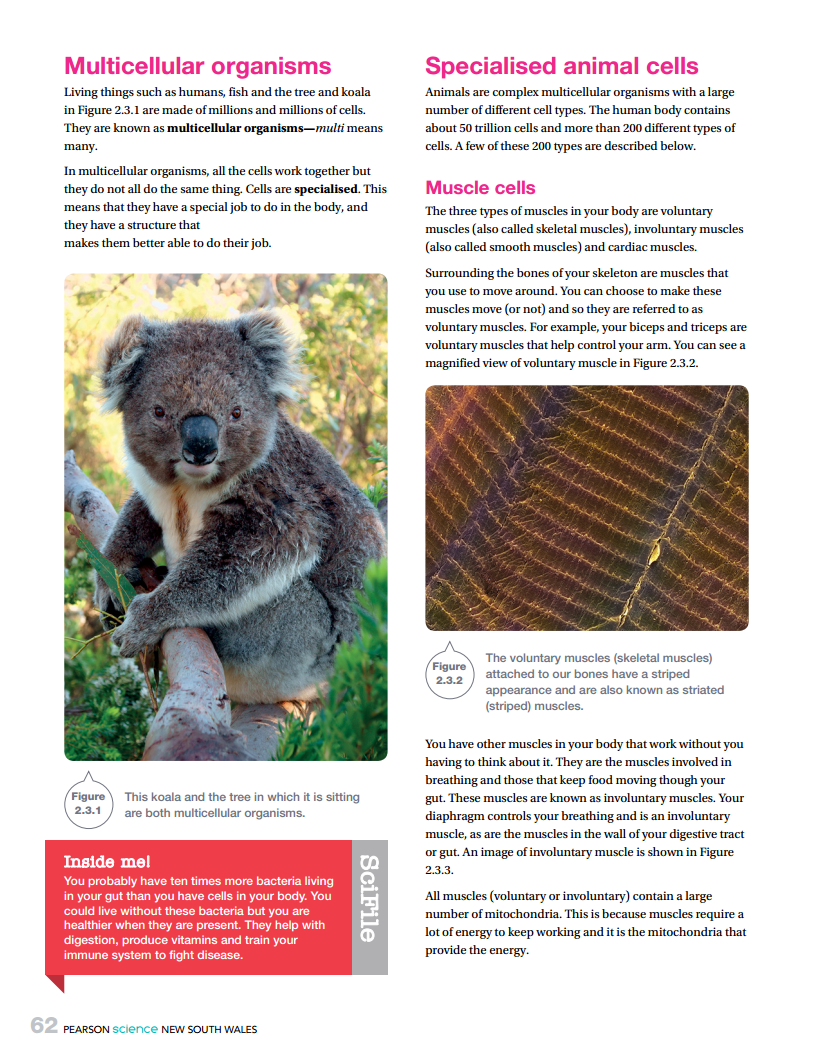 Multicellular organisms
Living things such as humans, fish and the tree and koala
in Figure 2.3.1 are made of millions and millions of cells.
They are known as multicellular organisms—multi means
many.
In multicellular organisms, all the cells work together but
they do not all do the same thing. Cells are specialised. This
means that they have a special job to do in the body, and
they have a structure that
makes them better able to do their job.
Figure
2.3.1
This koala and the tree in which it is sitting
are both multicellular organisms.
Inside me!
You probably have ten times more bacteria living
in your gut than you have cells in your body. You
could live without these bacteria but you are
healthier when they are present. They help with
digestion, produce vitamins and train your
immune system to fight disease.
SciFile
Specialised animal cells
Animals are complex multicellular organisms with a large
number of different cell types. The human body contains
about 50 trillion cells and more than 200 different types of
cells. A few of these 200 types are described below.
Muscle cells
The three types of muscles in your body are voluntary
muscles (also called skeletal muscles), involuntary muscles
(also called smooth muscles) and cardiac muscles.
Surrounding the bones of your skeleton are muscles that
you use to move around. You can choose to make these
muscles move (or not) and so they are referred to as
voluntary muscles. For example, your biceps and triceps are
voluntary muscles that help control your arm. You can see a
magnified view of voluntary muscle in Figure 2.3.2.
Figure
2.3.2
The voluntary muscles (skeletal muscles)
attached to our bones have a striped
appearance and are also known as striated
(striped) muscles.
You have other muscles in your body that work without you
having to think about it. They are the muscles involved in
breathing and those that keep food moving though your
gut. These muscles are known as involuntary muscles. Your
diaphragm controls your breathing and is an involuntary
muscle, as are the muscles in the wall of your digestive tract
or gut. An image of involuntary muscle is shown in Figure
2.3.3.
All muscles (voluntary or involuntary) contain a large
number of mitochondria. This is because muscles require a
lot of energy to keep working and it is the mitochondria that
provide the energy.
62 PEARSON science NEW SOUTH WALES